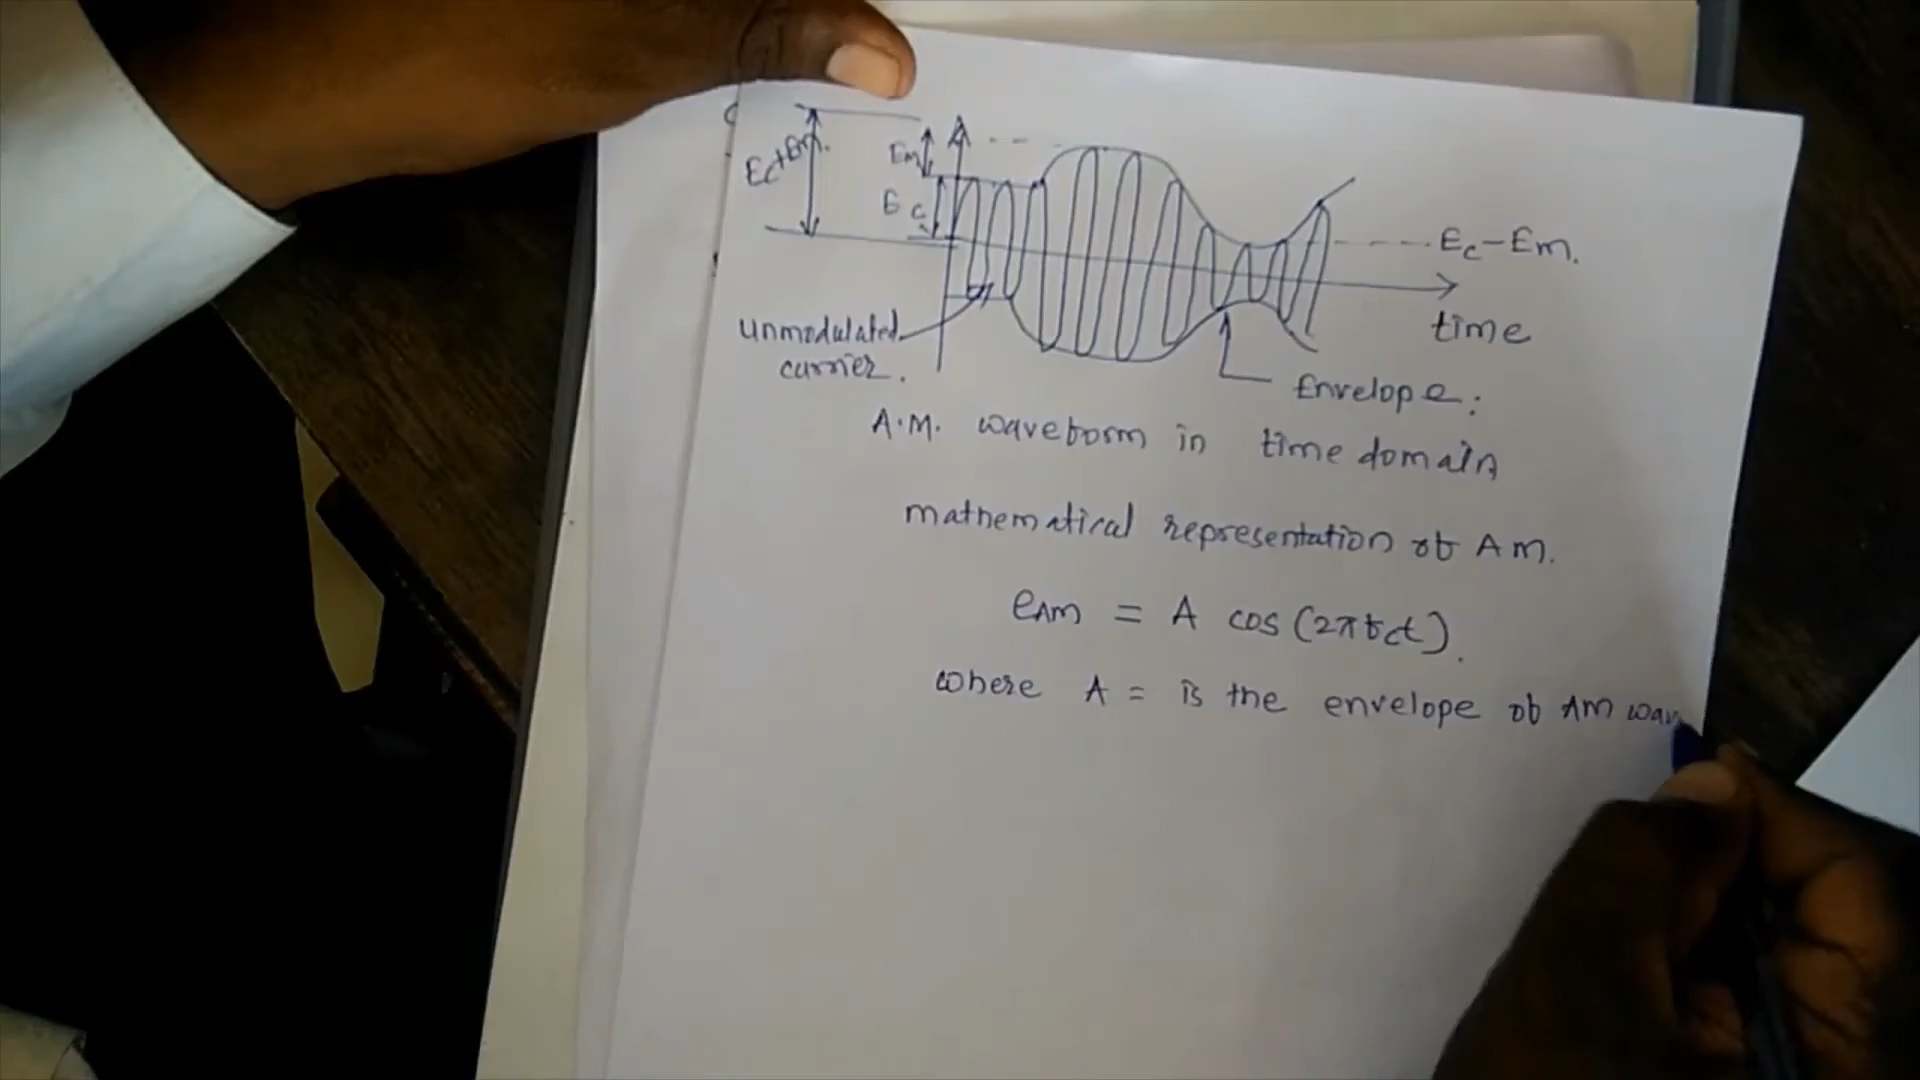 Ec+Em.
Em
Ec
Ec-Em.
time
unmodulated
carrier.
Envelope:
A.M. waveform in time domain
mathematical representation of AM.
eAM = A cos (2πfct).
where A = is the envelope of AM wav